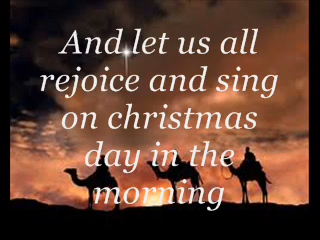 And let us all
rejoice and sing
on christmas
day in the
morning